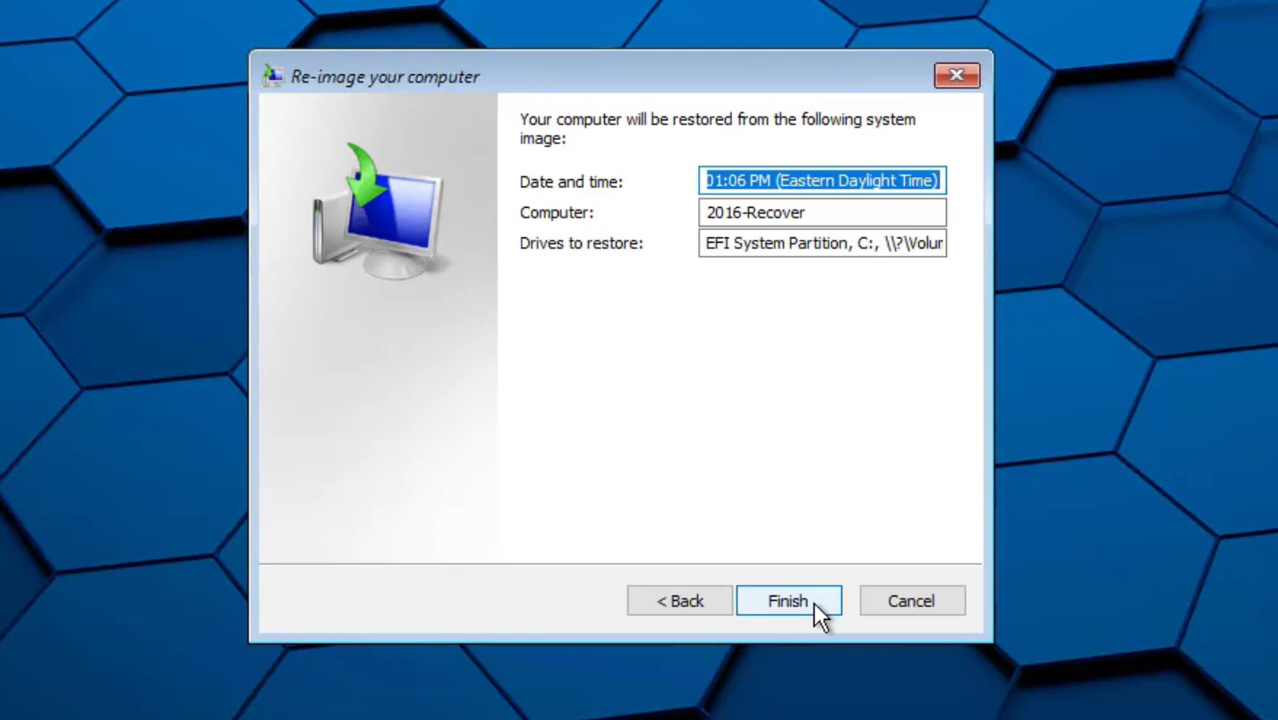 Re-image your computer
Your computer will be restored from the following system
image:
Date and time: 01:06 PM (Eastern Daylight Time)
Computer: 2016-Recover
Drives to restore: EFI System Partition, C:, \\?\Volur
< Back Finish Cancel